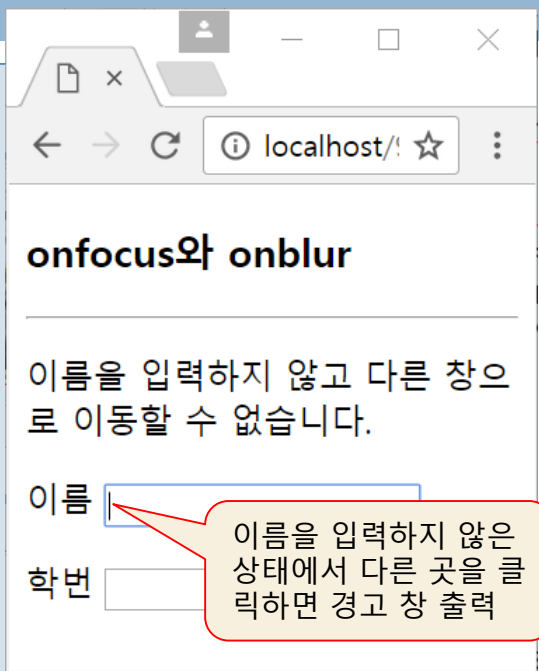 localhost/9
onfocus와 onblur
이름을 입력하지 않고 다른 창으
로 이동할 수 없습니다.
이름
이름을 입력하지 않은
상태에서 다른 곳을 클
릭하면 경고 창 출력
학번